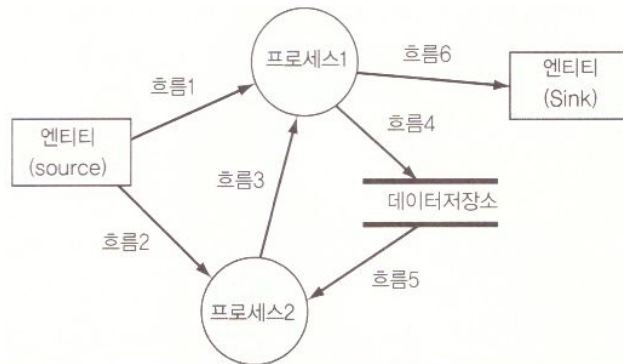 프로세스1
흐름6
엔티티
(Sink)
흐름1
흐름4
엔티티
(source)
흐름3
데이터저장소
흐름2
흐름5
프로세스2